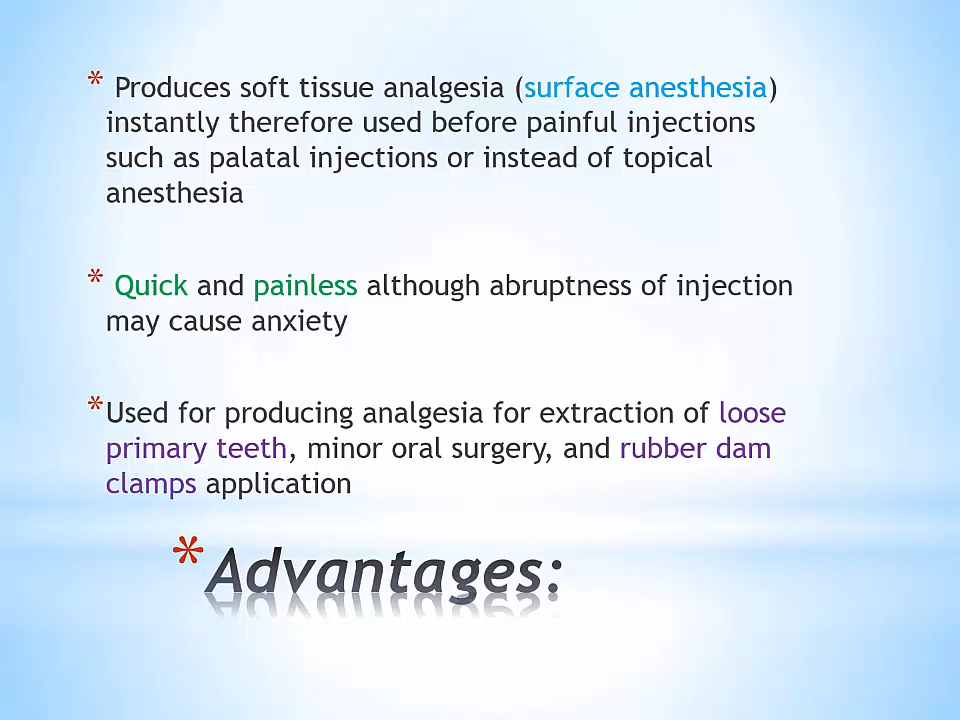 * Produces soft tissue analgesia (surface anesthesia)
instantly therefore used before painful injections
such as palatal injections or instead of topical
anesthesia
* Quick and painless although abruptness of injection
may cause anxiety
*Used for producing analgesia for extraction of loose
primary teeth, minor oral surgery, and rubber dam
clamps application
*Advantages: